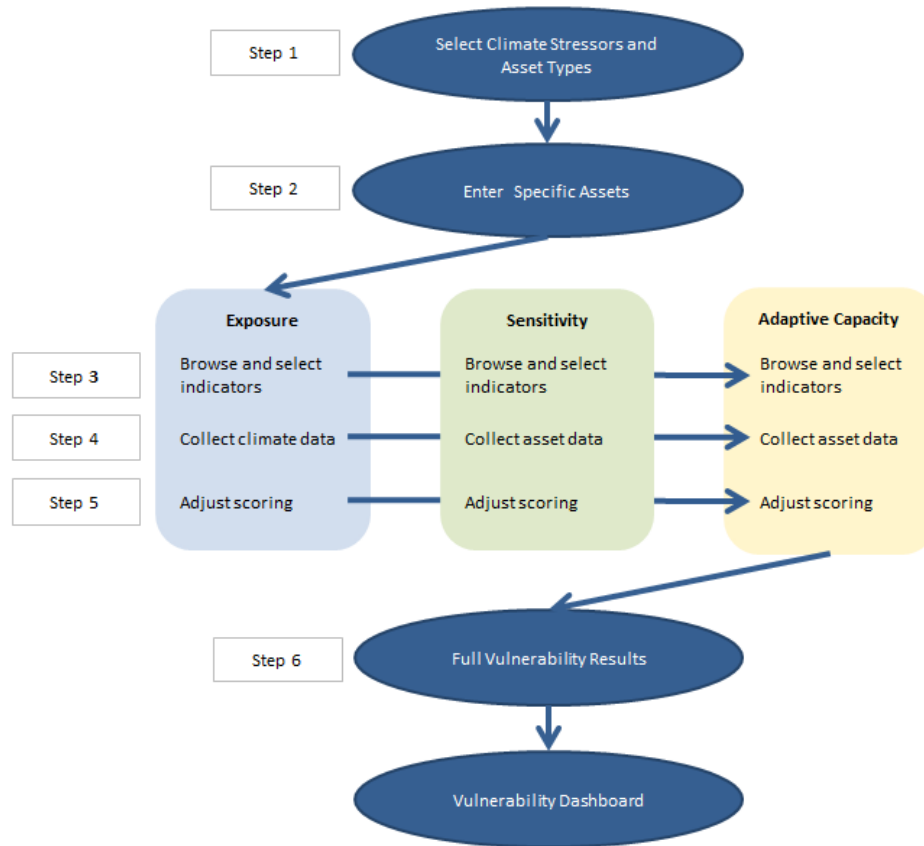 Step 1
Select Climate Stressors and
Asset Types
Step 2
Enter Specific Assets
Exposure
Sensitivity
Adaptive Capacity
Step 3
Browse and select
indicators
Browse and select
indicators
Browse and select
indicators
Step 4
Collect climate data
Collect asset data
Collect asset data
Step 5
Adjust scoring
Adjust scoring
Adjust scoring
Step 6
Full Vulnerability Results
Vulnerability Dashboard